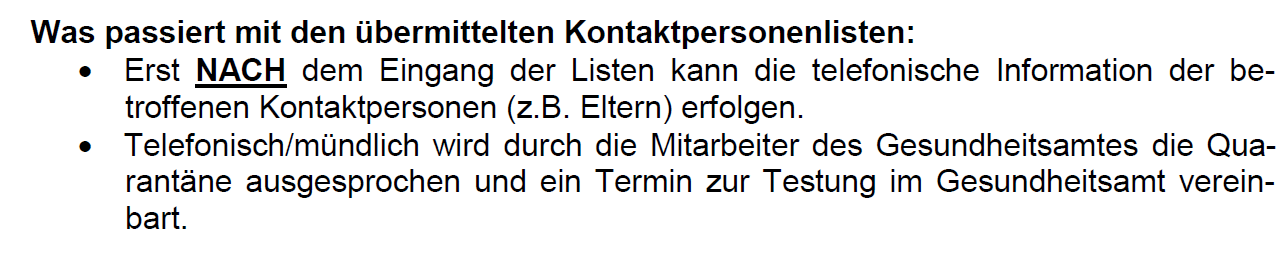 Was passiert mit den übermittelten Kontaktpersonenlisten:
• Erst NACH dem Eingang der Listen kann die telefonische Information der be-
troffenen Kontaktpersonen (z.B. Eltern) erfolgen.
• Telefonisch/mündlich wird durch die Mitarbeiter des Gesundheitsamtes die Qua-
rantäne ausgesprochen und ein Termin zur Testung im Gesundheitsamt verein-
bart.